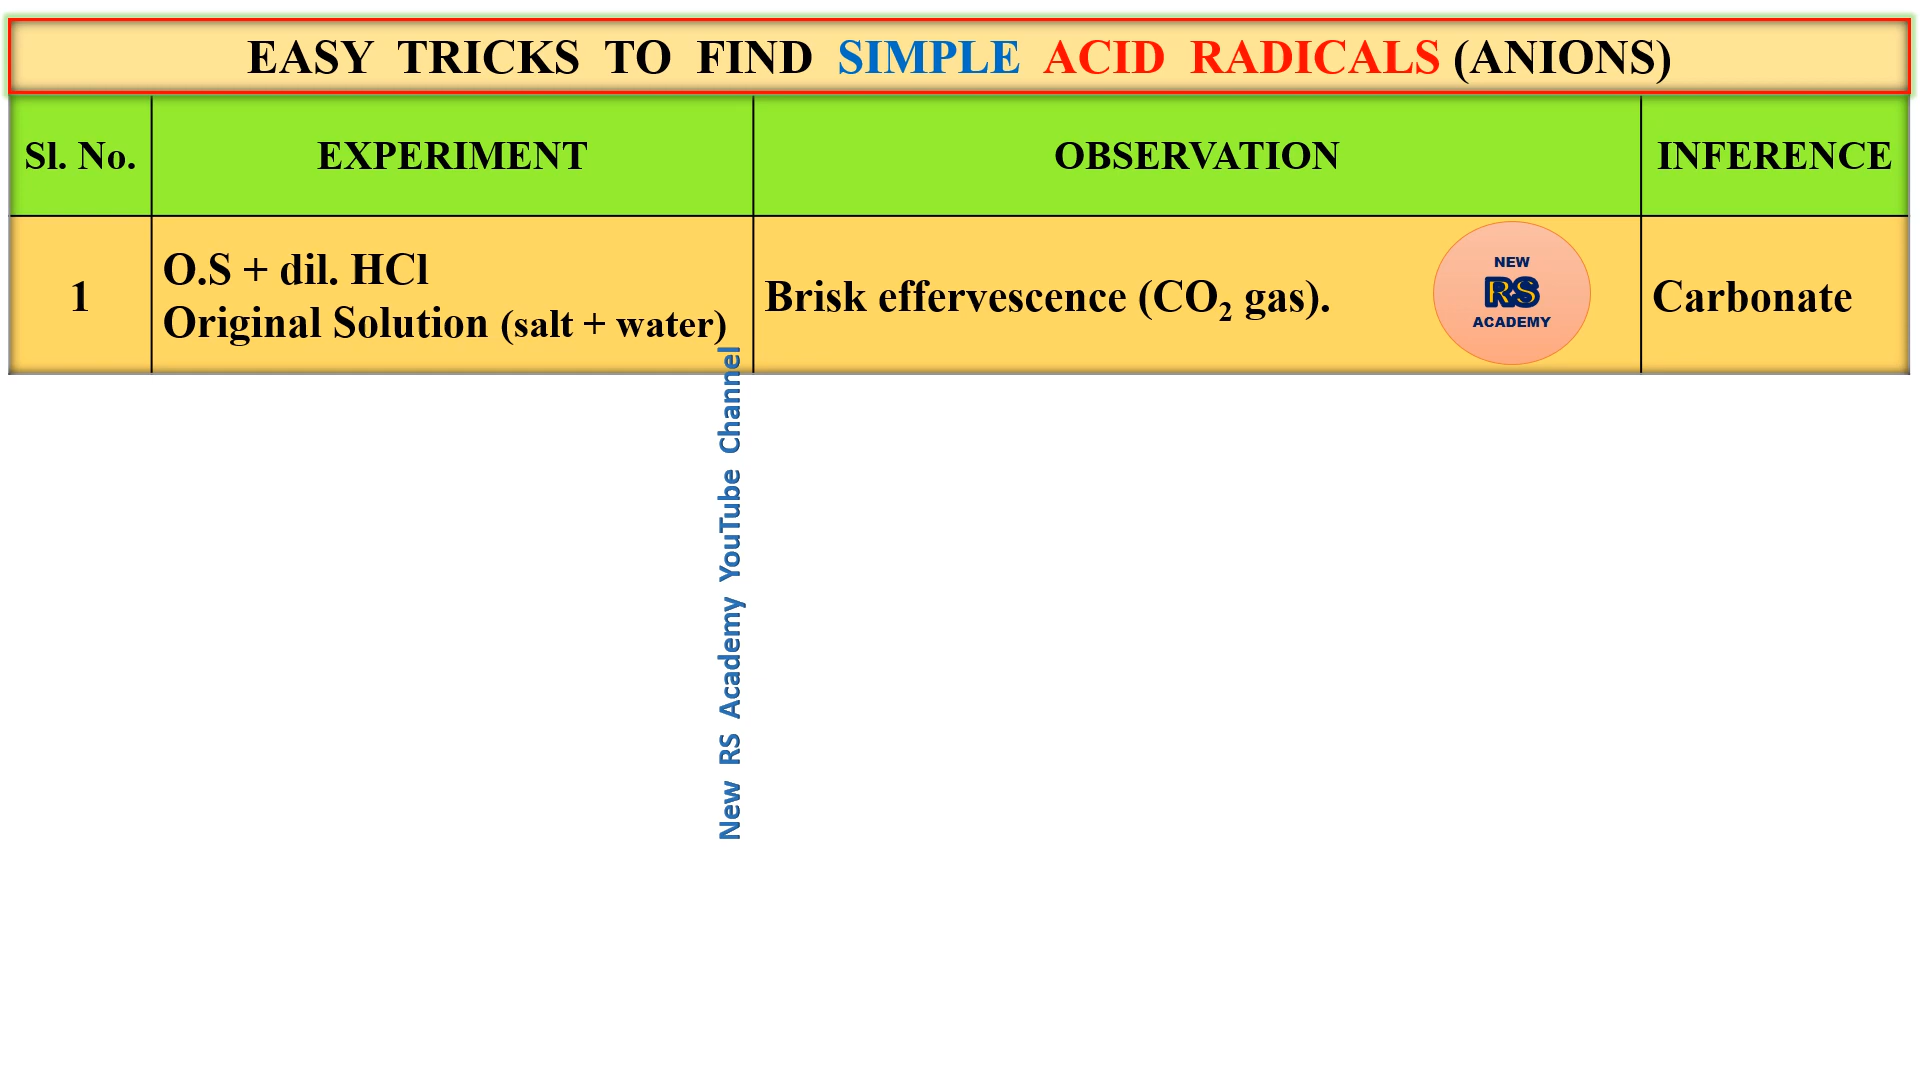 EASY TRICKS TO FIND SIMPLE ACID RADICALS (ANIONS)
Sl. No.
EXPERIMENT
OBSERVATION
INFERENCE
1
O.S + dil. HCl
Original Solution (salt + water)
Brisk effervescence (CO₂ gas).
NEW
RS
ACADEMY
Carbonate
New RS Academy YouTube Channel